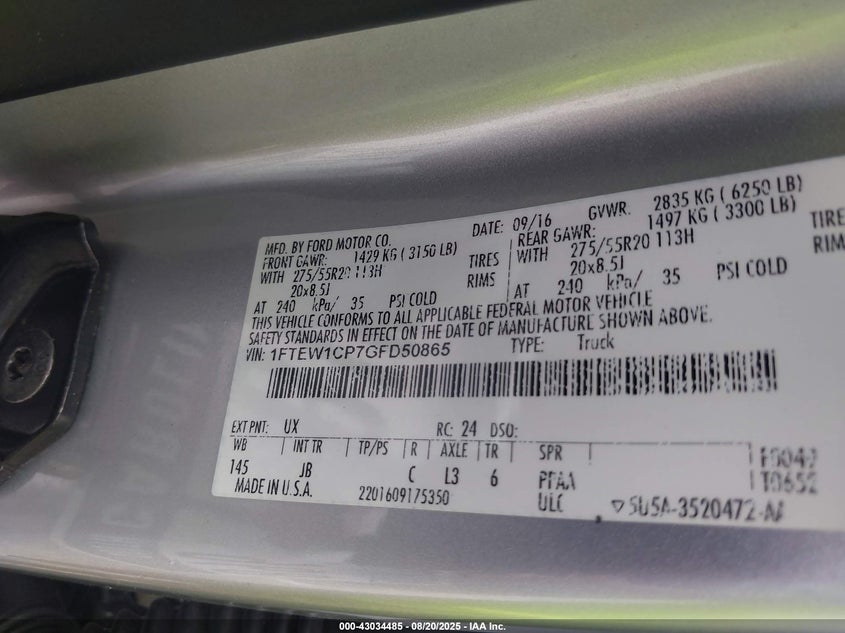 MFD. BY FORD MOTOR CO.
DATE: 09/16 GVWR: 2835 KG ( 6250 LB)
FRONT GAWR: 1429 KG ( 3150 LB) REAR GAWR: 1497 KG ( 3300 LB)
WITH 275/55R20 113H TIRES WITH 275/55R20 113H TIRE
20x8.5J RIMS 20x8.5J RIM
AT 240 kPa/ 35 PSI COLD AT 240 kPa/ 35 PSI COLD
THIS VEHICLE CONFORMS TO ALL APPLICABLE FEDERAL MOTOR VEHICLE
SAFETY STANDARDS IN EFFECT ON THE DATE OF MANUFACTURE SHOWN ABOVE.
VIN: 1FTEW1CP7GFD50865 TYPE: Truck
EXT PNT: UX RC: 24 DSO:
WB INT TR TP/PS R AXLE TR SPR
145 JB C L3 6 PFAA
MADE IN U.S.A. 2201609175350 ULC
5U5A-3520472-AA
000-43034485 - 08/20/2025 - IAA Inc.